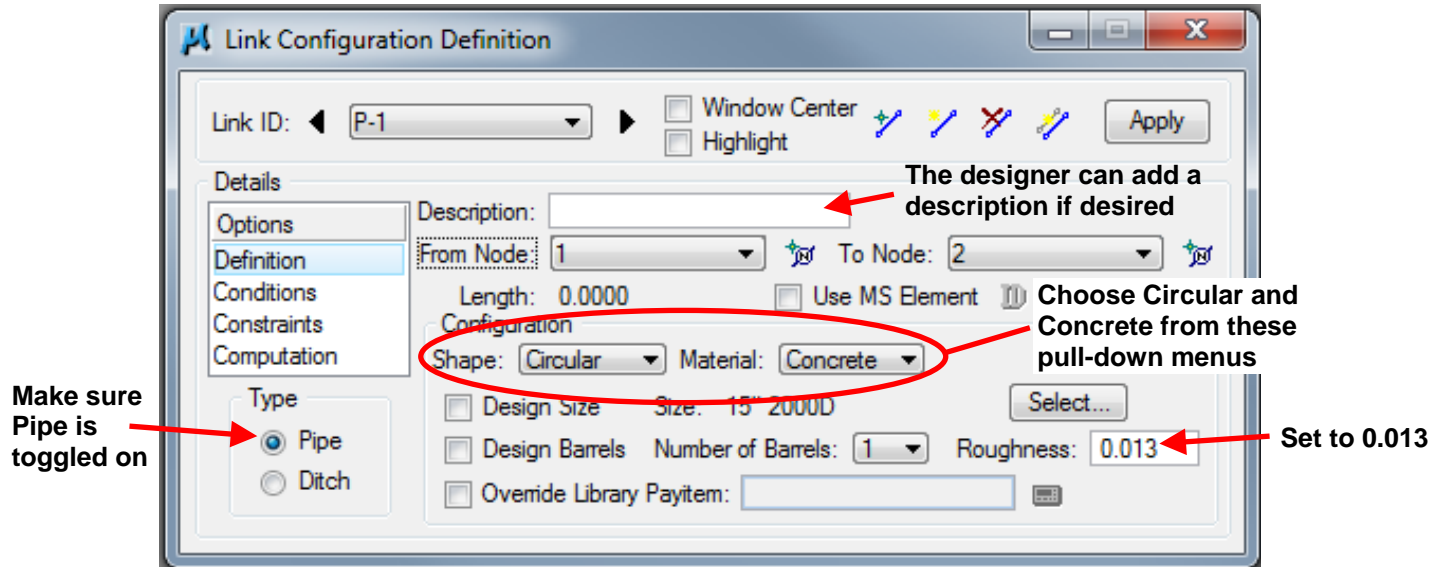 Link Configuration Definition
Link ID: P-1
Window Center
Highlight
Apply
Details
The designer can add a
description if desired
Options
Definition
Conditions
Constraints
Computation
Description:
From Node: 1 To Node: 2
Length: 0.0000 Use MS Element ID
Choose Circular and
Concrete from these
pull-down menus
Configuration
Shape: Circular Material: Concrete
Make sure
Pipe is
toggled on
Type
Pipe
Ditch
Design Size Size: 15" 2000D Select...
Design Barrels Number of Barrels: 1 Roughness: 0.013
Set to 0.013
Override Library Payitem: